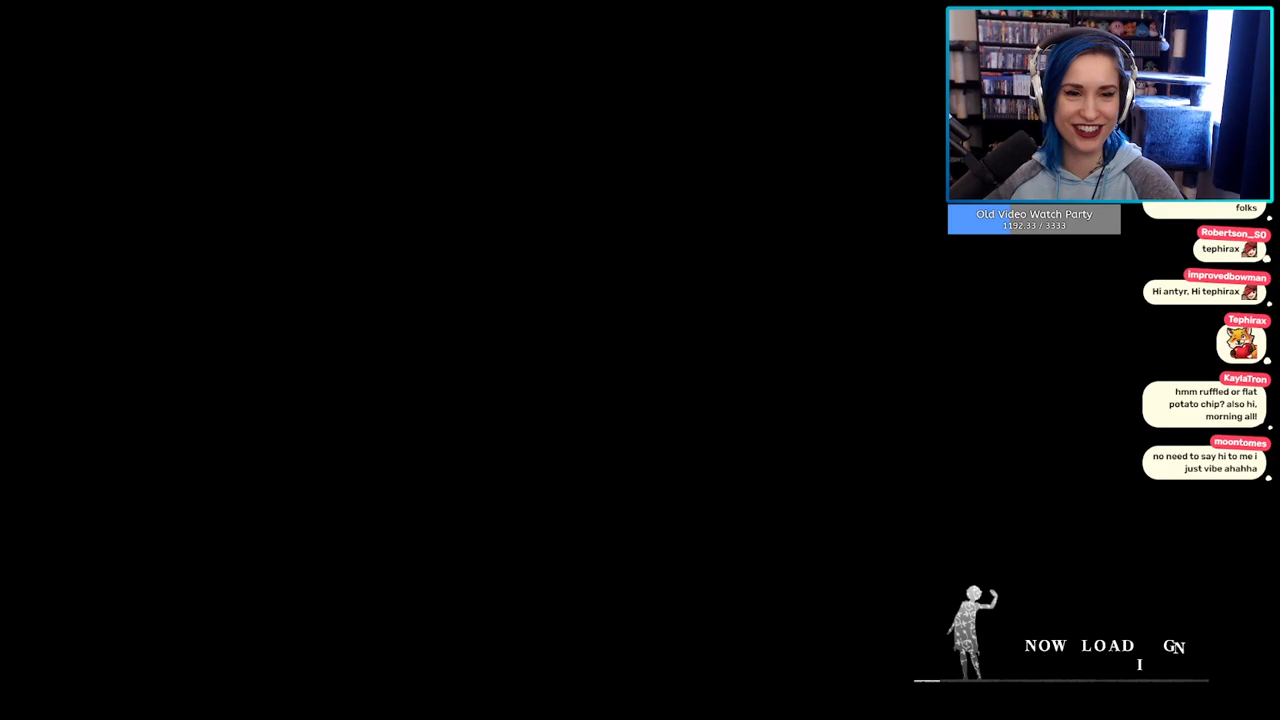 Old Video Watch Party
1192.33 / 3333
folks
Robertson_S0
tephirax
improvedbowman
Hi antyr, Hi tephirax
Tephirax
KaylaTron
hmm ruffled or flat
potato chip? also hi,
morning all!
moontomes
no need to say hi to me i
just vibe ahahha
NOW LOAD I GN